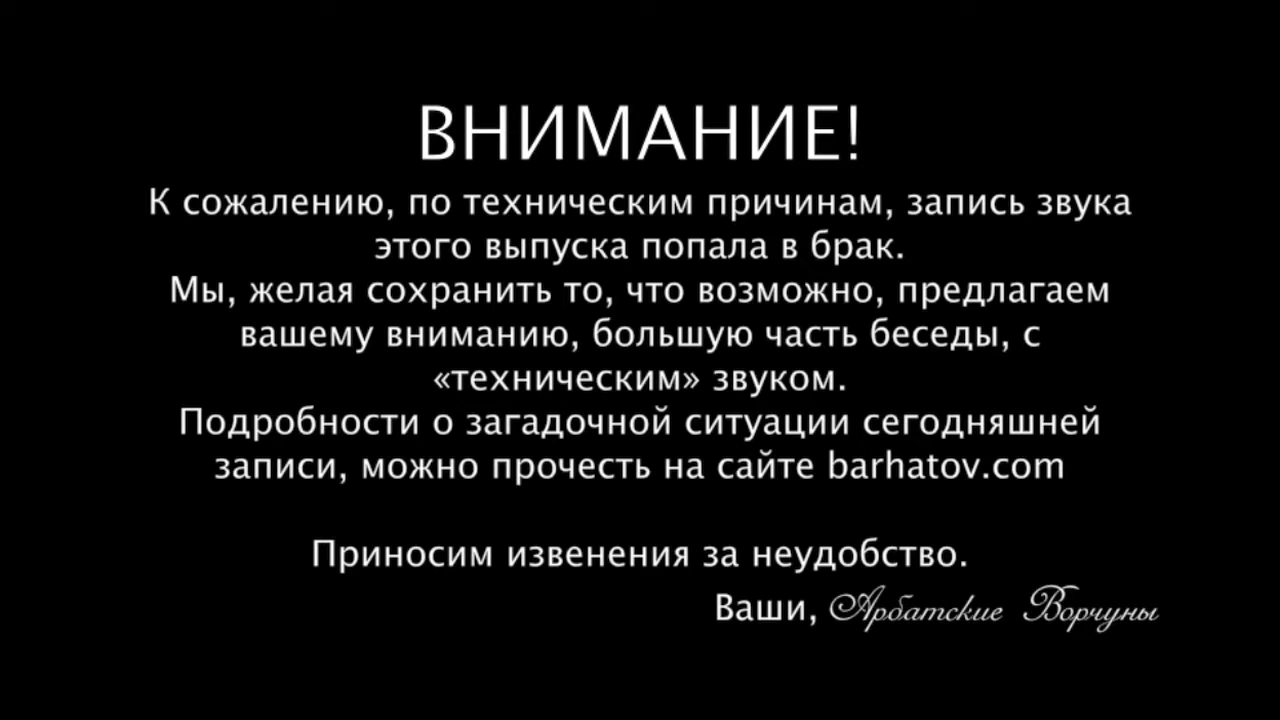 ВНИМАНИЕ!
К сожалению, по техническим причинам, запись звука
этого выпуска попала в брак.
Мы, желая сохранить то, что возможно, предлагаем
вашему вниманию, большую часть беседы, с
«техническим» звуком.
Подробности о загадочной ситуации сегодняшней
записи, можно прочесть на сайте barhatov.com
Приносим извенения за неудобство.
Ваши, Арбатские Ворчуны